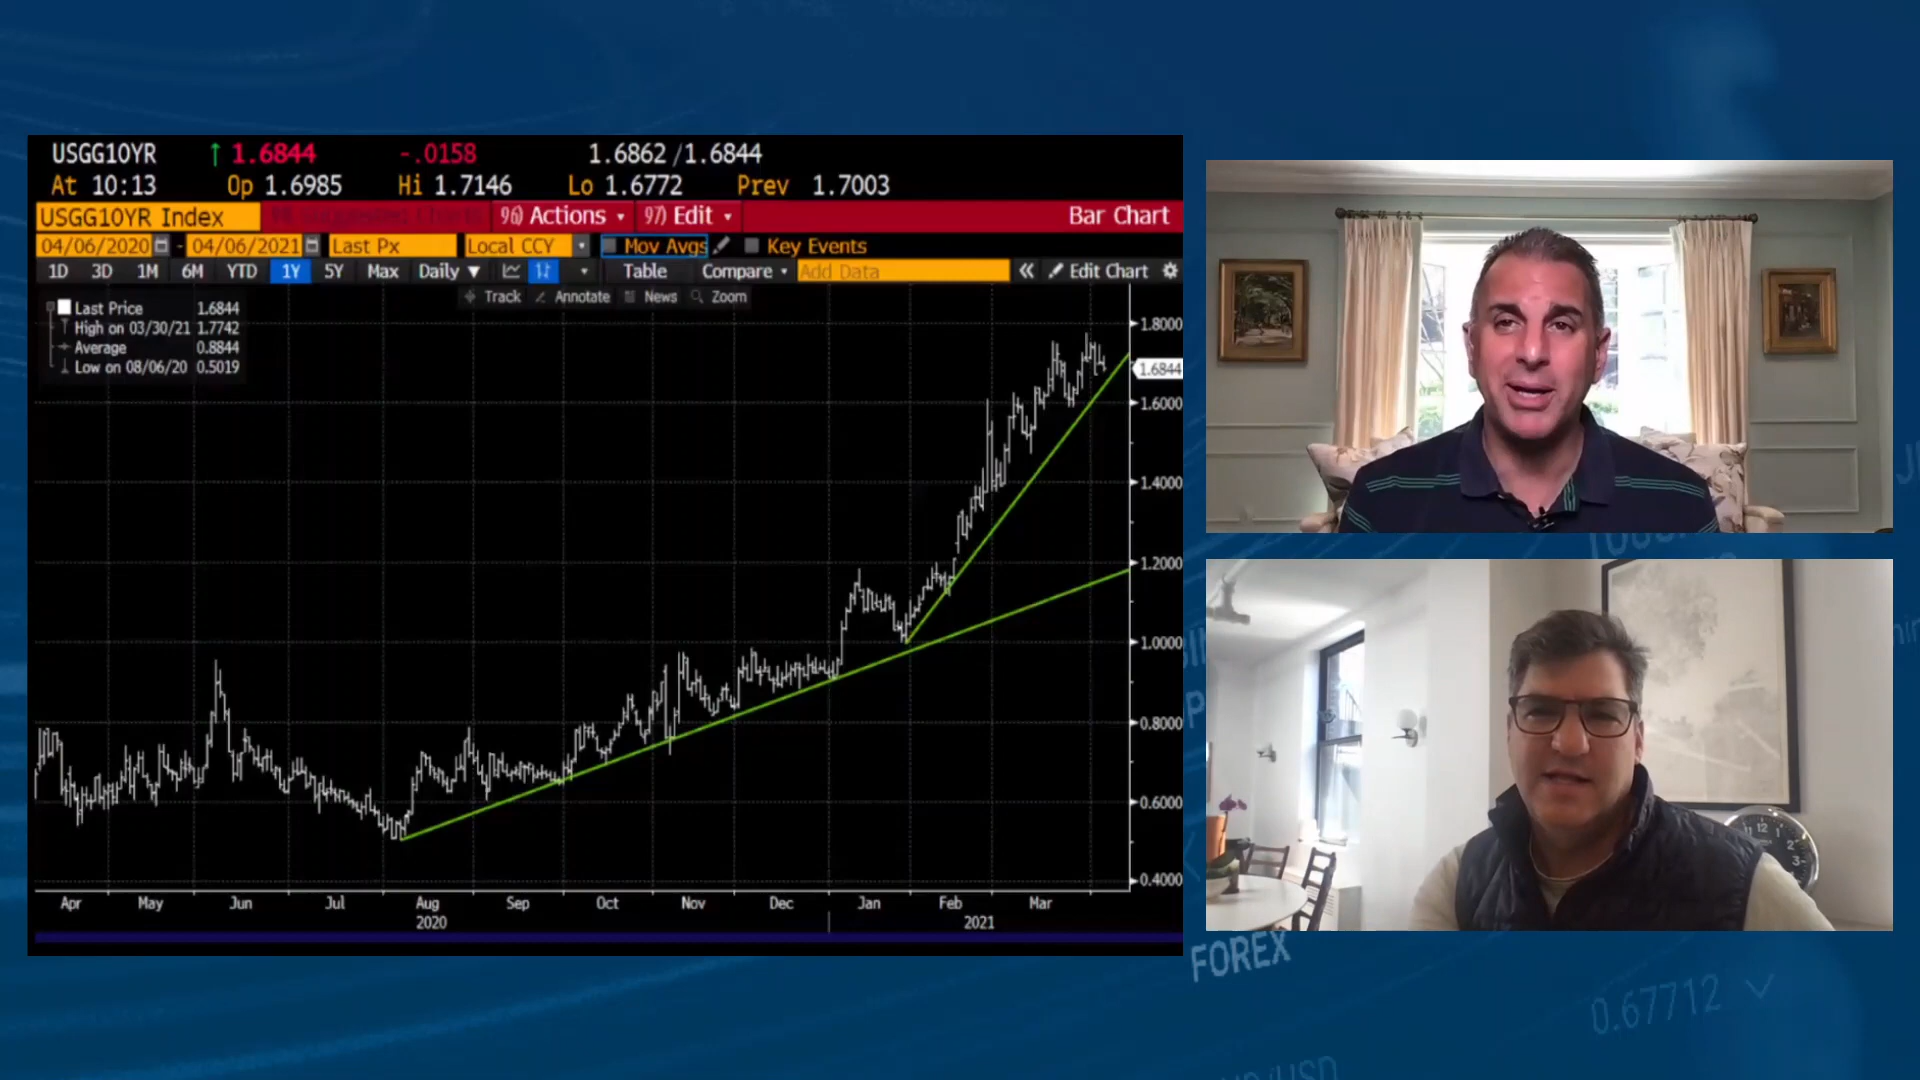 USGG10YR ↑ 1.6844 -.0158 1.6862 /1.6844
At 10:13 Op 1.6985 Hi 1.7146 Lo 1.6772 Prev 1.7003
USGG10YR Index 96) Actions 97) Edit Bar Chart
04/06/2020 - 04/06/2021 Last Px Local CCY Mov Avgs Key Events
1D 3D 1M 6M YTD 1Y 5Y Max Daily ▼ Table Compare Add Data « Edit Chart
Track Annotate News Zoom
Last Price 1.6844
High on 03/30/21 1.7742
Average 0.8844
Low on 08/06/20 0.5019
1.8000
1.6844
1.6000
1.4000
1.2000
1.0000
0.8000
0.6000
0.4000
Apr May Jun Jul Aug Sep Oct Nov Dec Jan Feb Mar
2020 2021
12
1
2
3
FOREX
0.67712